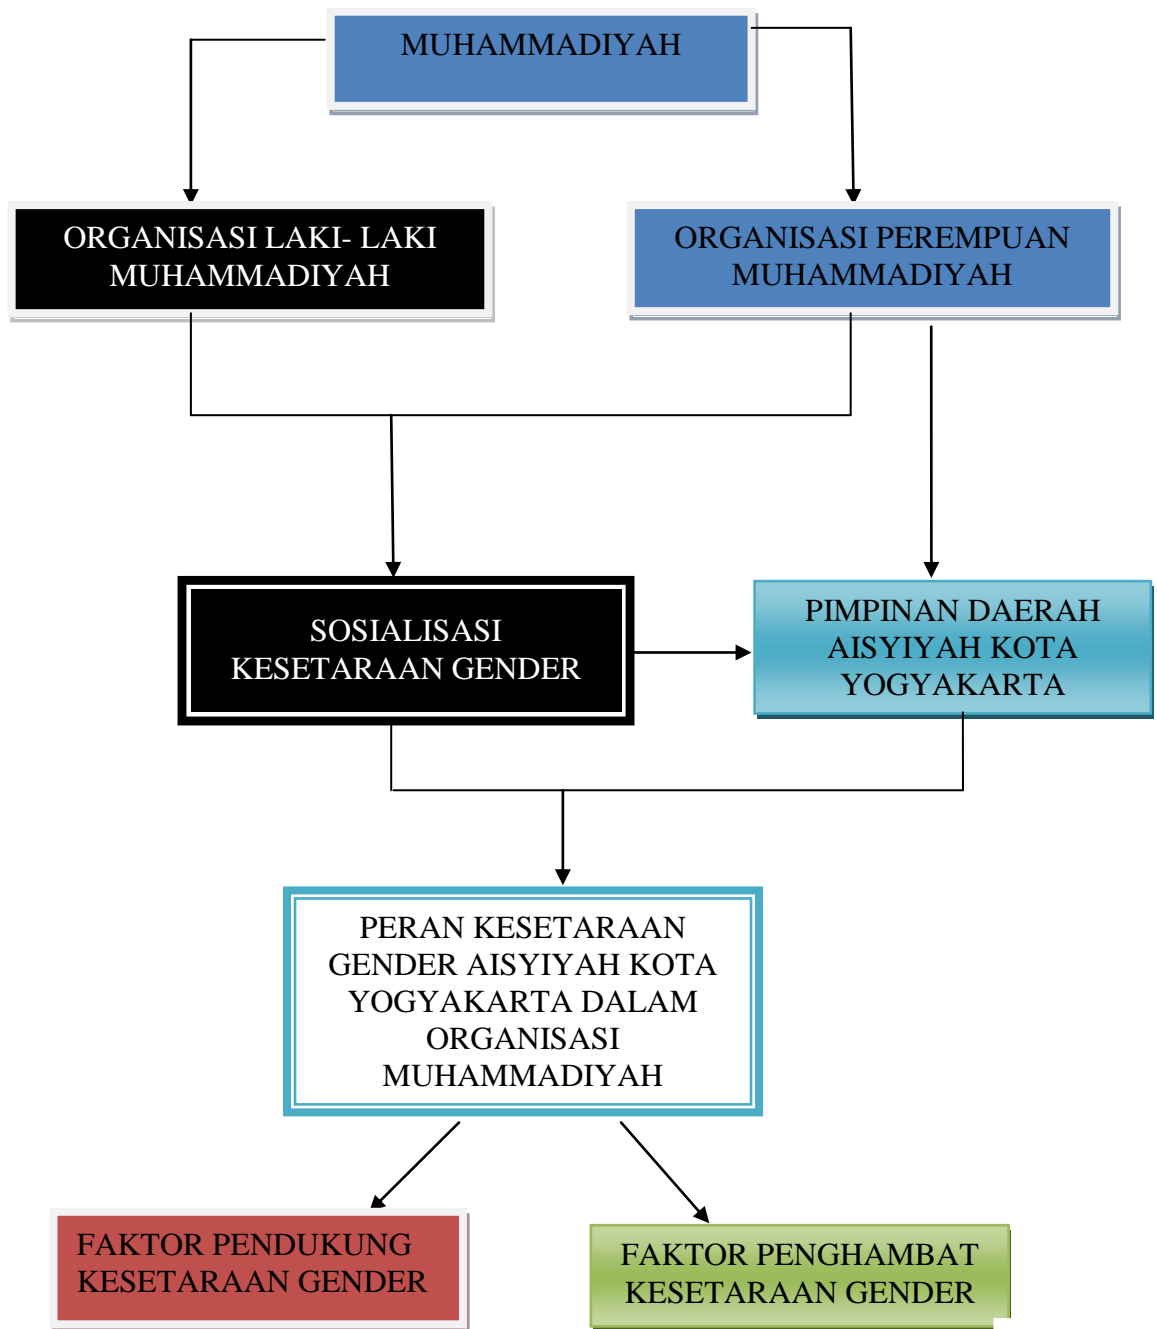 MUHAMMADIYAH
ORGANISASI LAKI- LAKI
MUHAMMADIYAH
ORGANISASI PEREMPUAN
MUHAMMADIYAH
SOSIALISASI
KESETARAAN GENDER
PIMPINAN DAERAH
AISYIYAH KOTA
YOGYAKARTA
PERAN KESETARAAN
GENDER AISYIYAH KOTA
YOGYAKARTA DALAM
ORGANISASI
MUHAMMADIYAH
FAKTOR PENDUKUNG
KESETARAAN GENDER
FAKTOR PENGHAMBAT
KESETARAAN GENDER